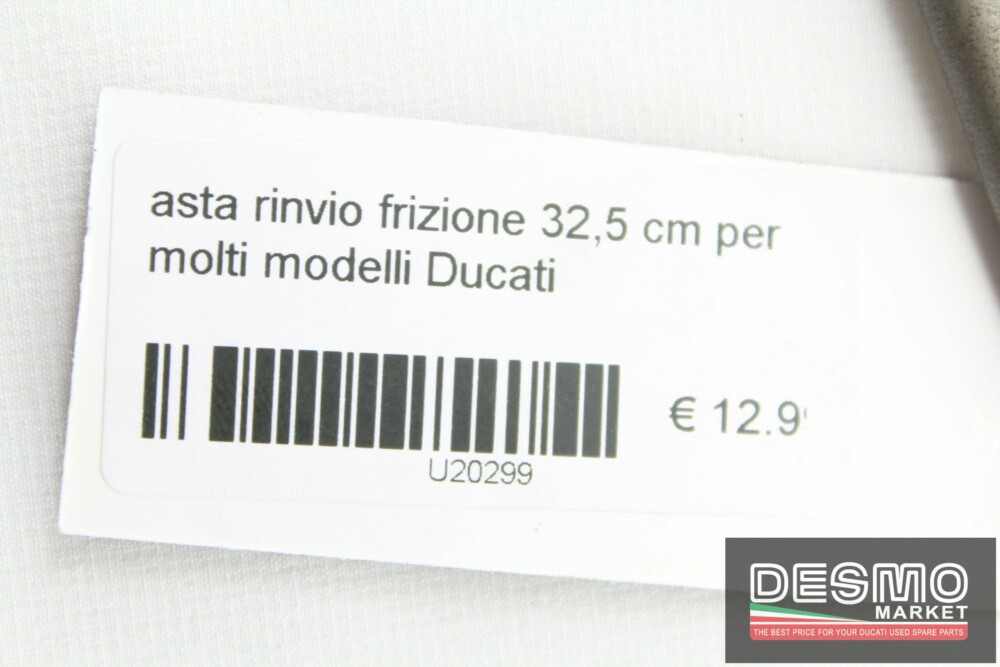 asta rinvio frizione 32,5 cm per
molti modelli Ducati
€ 12.9
U20299
DESMO
MARKET
THE BEST PRICE FOR YOUR DUCATI USED SPARE PARTS